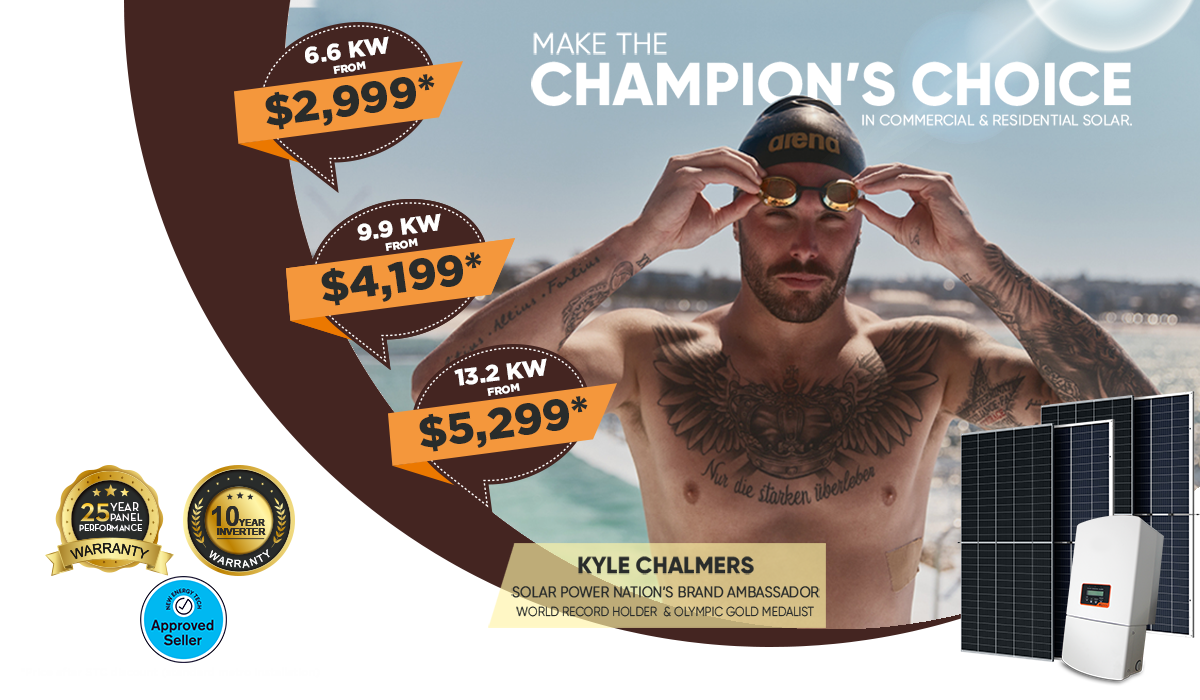 MAKE THE
CHAMPION'S CHOICE
IN COMMERCIAL & RESIDENTIAL SOLAR.
6.6 KW
FROM
$2,999*
9.9 KW
FROM
$4,199*
13.2 KW
FROM
$5,299*
arena
Nur die starken überleben
25 YEAR
PANEL
PERFORMANCE
WARRANTY
10 YEAR
INVERTER
WARRANTY
NEW ENERGY TECH
Approved
Seller
KYLE CHALMERS
SOLAR POWER NATION'S BRAND AMBASSADOR
WORLD RECORD HOLDER & OLYMPIC GOLD MEDALIST